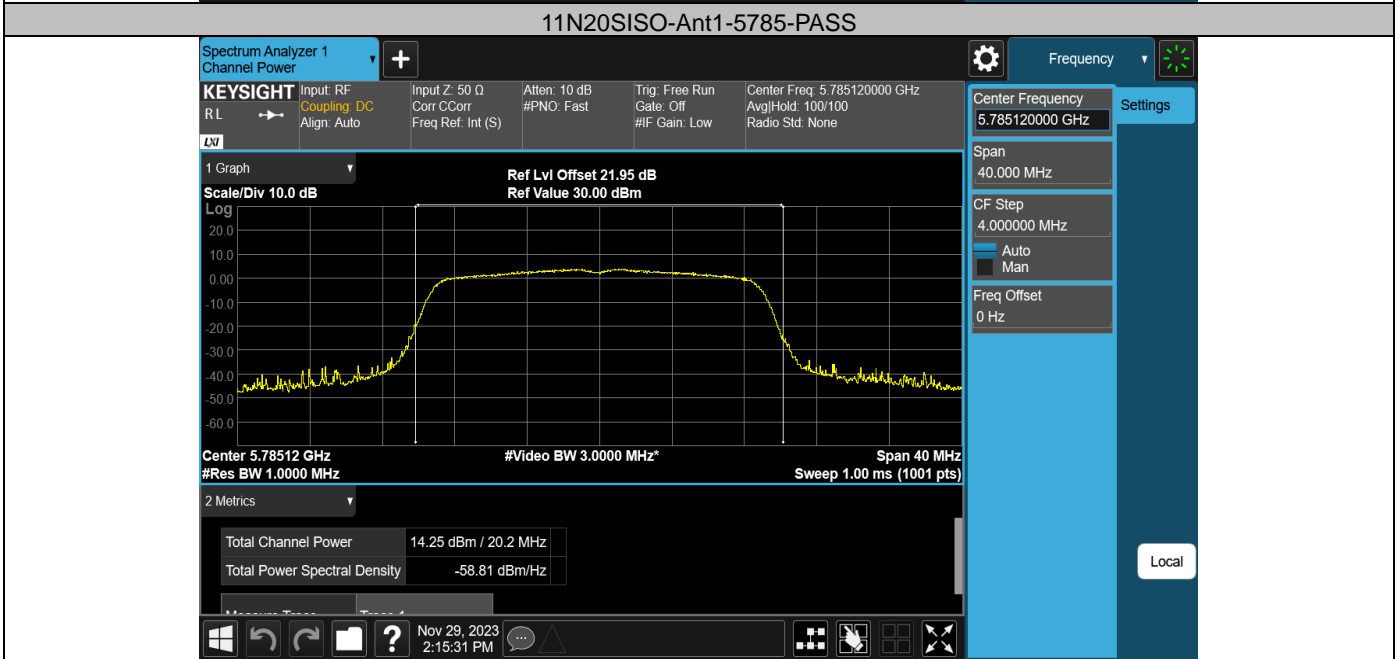 11N20SISO-Ant1-5785-PASS
Spectrum Analyzer 1
Channel Power
Frequency
KEYSIGHT
RL
LXI
Input: RF
Coupling: DC
Align: Auto
Input Z: 50 Ω
Corr CCorr
Freq Ref: Int (S)
Atten: 10 dB
#PNO: Fast
Trig: Free Run
Gate: Off
#IF Gain: Low
Center Freq: 5.785120000 GHz
Avg|Hold: 100/100
Radio Std: None
Center Frequency
5.785120000 GHz
Settings
Span
40.000 MHz
CF Step
4.000000 MHz
Auto
Man
Freq Offset
0 Hz
Local
1 Graph
Scale/Div 10.0 dB
Ref Lvl Offset 21.95 dB
Ref Value 30.00 dBm
Log
20.0
10.0
0.00
-10.0
-20.0
-30.0
-40.0
-50.0
-60.0
Center 5.78512 GHz
#Video BW 3.0000 MHz*
Span 40 MHz
#Res BW 1.0000 MHz
Sweep 1.00 ms (1001 pts)
2 Metrics
Total Channel Power 14.25 dBm / 20.2 MHz
Total Power Spectral Density -58.81 dBm/Hz
Measure Trace Trace 1
?
Nov 29, 2023
2:15:31 PM